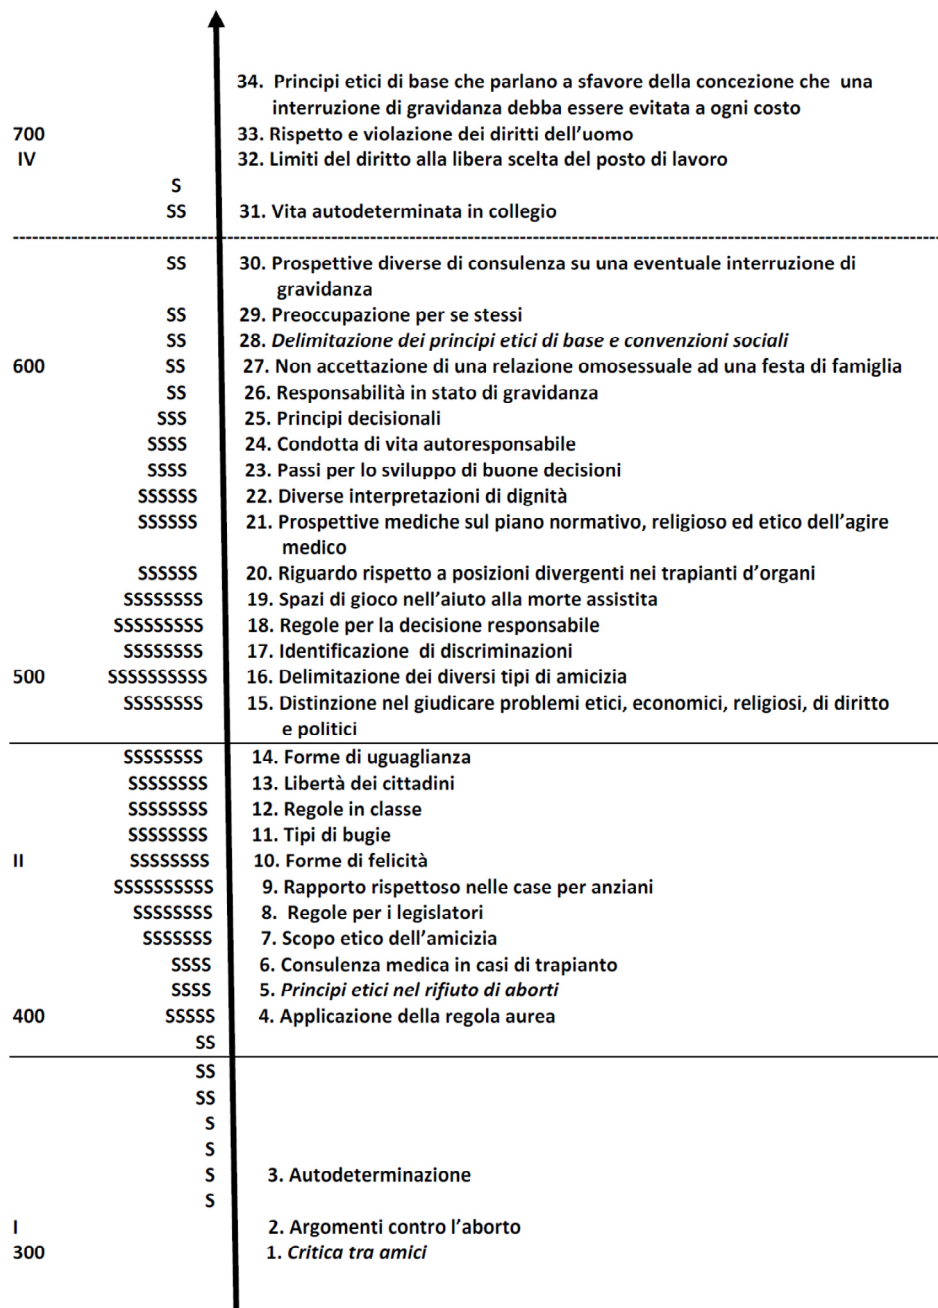 34. Principi etici di base che parlano a sfavore della concezione che una
interruzione di gravidanza debba essere evitata a ogni costo
700 33. Rispetto e violazione dei diritti dell'uomo
IV 32. Limiti del diritto alla libera scelta del posto di lavoro
S
SS 31. Vita autodeterminata in collegio
SS 30. Prospettive diverse di consulenza su una eventuale interruzione di
gravidanza
SS 29. Preoccupazione per se stessi
SS 28. Delimitazione dei principi etici di base e convenzioni sociali
600 SS 27. Non accettazione di una relazione omosessuale ad una festa di famiglia
SS 26. Responsabilità in stato di gravidanza
SSS 25. Principi decisionali
SSSS 24. Condotta di vita autoresponsabile
SSSS 23. Passi per lo sviluppo di buone decisioni
SSSSSS 22. Diverse interpretazioni di dignità
SSSSSS 21. Prospettive mediche sul piano normativo, religioso ed etico dell'agire
medico
SSSSSS 20. Riguardo rispetto a posizioni divergenti nei trapianti d'organi
SSSSSSSS 19. Spazi di gioco nell'aiuto alla morte assistita
SSSSSSSSS 18. Regole per la decisione responsabile
SSSSSSSS 17. Identificazione di discriminazioni
500 SSSSSSSSSS 16. Delimitazione dei diversi tipi di amicizia
SSSSSSSS 15. Distinzione nel giudicare problemi etici, economici, religiosi, di diritto
e politici
SSSSSSSS 14. Forme di uguaglianza
SSSSSSSS 13. Libertà dei cittadini
SSSSSSSS 12. Regole in classe
SSSSSSSS 11. Tipi di bugie
II SSSSSSSS 10. Forme di felicità
SSSSSSSSSS 9. Rapporto rispettoso nelle case per anziani
SSSSSSSS 8. Regole per i legislatori
SSSSSSS 7. Scopo etico dell'amicizia
SSSS 6. Consulenza medica in casi di trapianto
SSSS 5. Principi etici nel rifiuto di aborti
400 SSSSS 4. Applicazione della regola aurea
SS
SS
SS
S
S
S 3. Autodeterminazione
S
I 2. Argomenti contro l'aborto
300 1. Critica tra amici